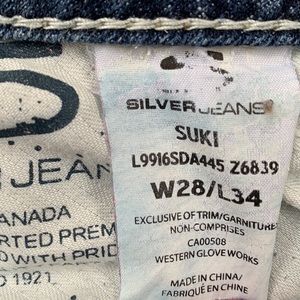 SILVER JEANS
SUKI
L9916SDA445 Z6839
W28/L34
EXCLUSIVE OF TRIM/GARNITURE
NON-COMPRISES
CA00508
WESTERN GLOVE WORKS
MADE IN CHINA/
FABRIQUÉ EN CHINE
JEAN
ANADA
RTED PREM
D WITH PRID
D 1921